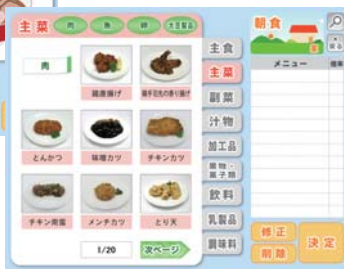 主菜 肉 魚 卵 大豆製品
肉
鶏唐揚げ
鶏手羽先の香り揚げ
とんかつ
味噌カツ
チキンカツ
チキン南蛮
メンチカツ
とり天
1/20
次ページ
主食
主菜
副菜
汁物
加工品
果物・菓子類
飲料
乳製品
調味料
朝食
戻る
メニュー
修正
削除
決定